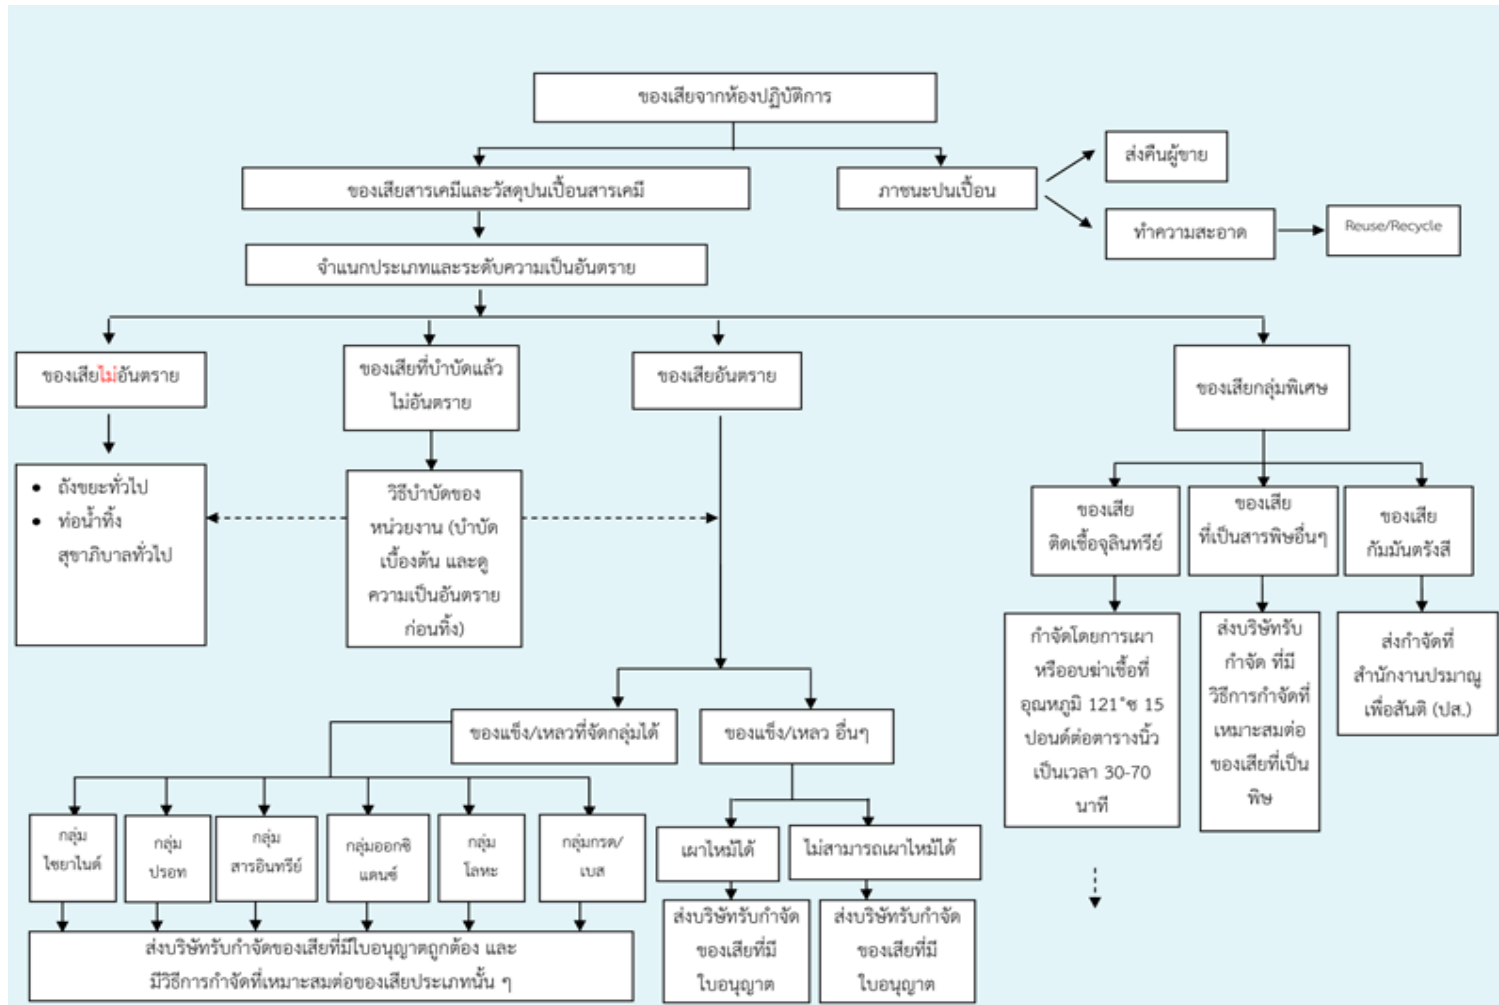 ของเสียจากห้องปฏิบัติการ
ของเสียสารเคมีและวัสดุปนเปื้อนสารเคมี
ภาชนะปนเปื้อน
ส่งคืนผู้ขาย
ทำความสะอาด
Reuse/Recycle
จำแนกประเภทและระดับความเป็นอันตราย
ของเสียไม่อันตราย
ของเสียที่บำบัดแล้ว
ไม่อันตราย
ของเสียอันตราย
ของเสียกลุ่มพิเศษ
• ถังขยะทั่วไป
• ท่อน้ำทิ้ง
สุขาภิบาลทั่วไป
วิธีบำบัดของ
หน่วยงาน (บำบัด
เบื้องต้น และดู
ความเป็นอันตราย
ก่อนทิ้ง)
ของเสีย
ติดเชื้อจุลินทรีย์
ของเสีย
ที่เป็นสารพิษอื่นๆ
ของเสีย
กัมมันตรังสี
กำจัดโดยการเผา
หรืออบฆ่าเชื้อที่
อุณหภูมิ 121°ซ 15
ปอนด์ต่อตารางนิ้ว
เป็นเวลา 30-70
นาที
ส่งบริษัทรับ
กำจัด ที่มี
วิธีการกำจัดที่
เหมาะสมต่อ
ของเสียที่เป็น
พิษ
ส่งกำจัดที่
สำนักงานปรมาณู
เพื่อสันติ (ปส.)
ของแข็ง/เหลวที่จัดกลุ่มได้
ของแข็ง/เหลว อื่นๆ
กลุ่ม
ไซยาไนด์
กลุ่ม
ปรอท
กลุ่ม
สารอินทรีย์
กลุ่มออกซิ
แดนซ์
กลุ่ม
โลหะ
กลุ่มกรด/
เบส
เผาไหม้ได้
ไม่สามารถเผาไหม้ได้
ส่งบริษัทรับกำจัดของเสียที่มีใบอนุญาตถูกต้อง และ
มีวิธีการกำจัดที่เหมาะสมต่อของเสียประเภทนั้น ๆ
ส่งบริษัทรับกำจัด
ของเสียที่มี
ใบอนุญาต
ส่งบริษัทรับกำจัด
ของเสียที่มี
ใบอนุญาต